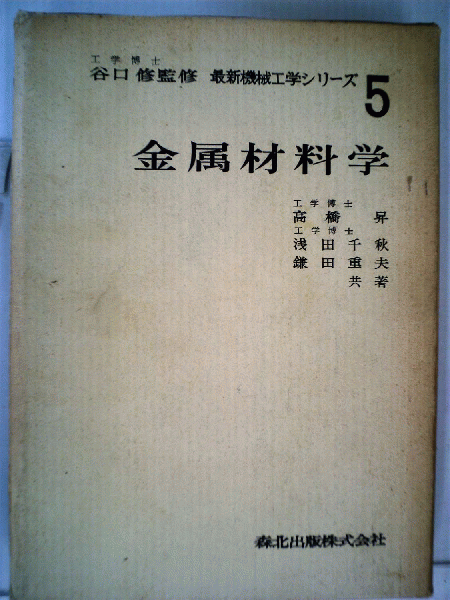 工学博士
谷口修監修 最新機械工学シリーズ 5
金属材料学
工学博士
高橋昇
工学博士
浅田千秋
鎌田重夫
共著
森北出版株式会社